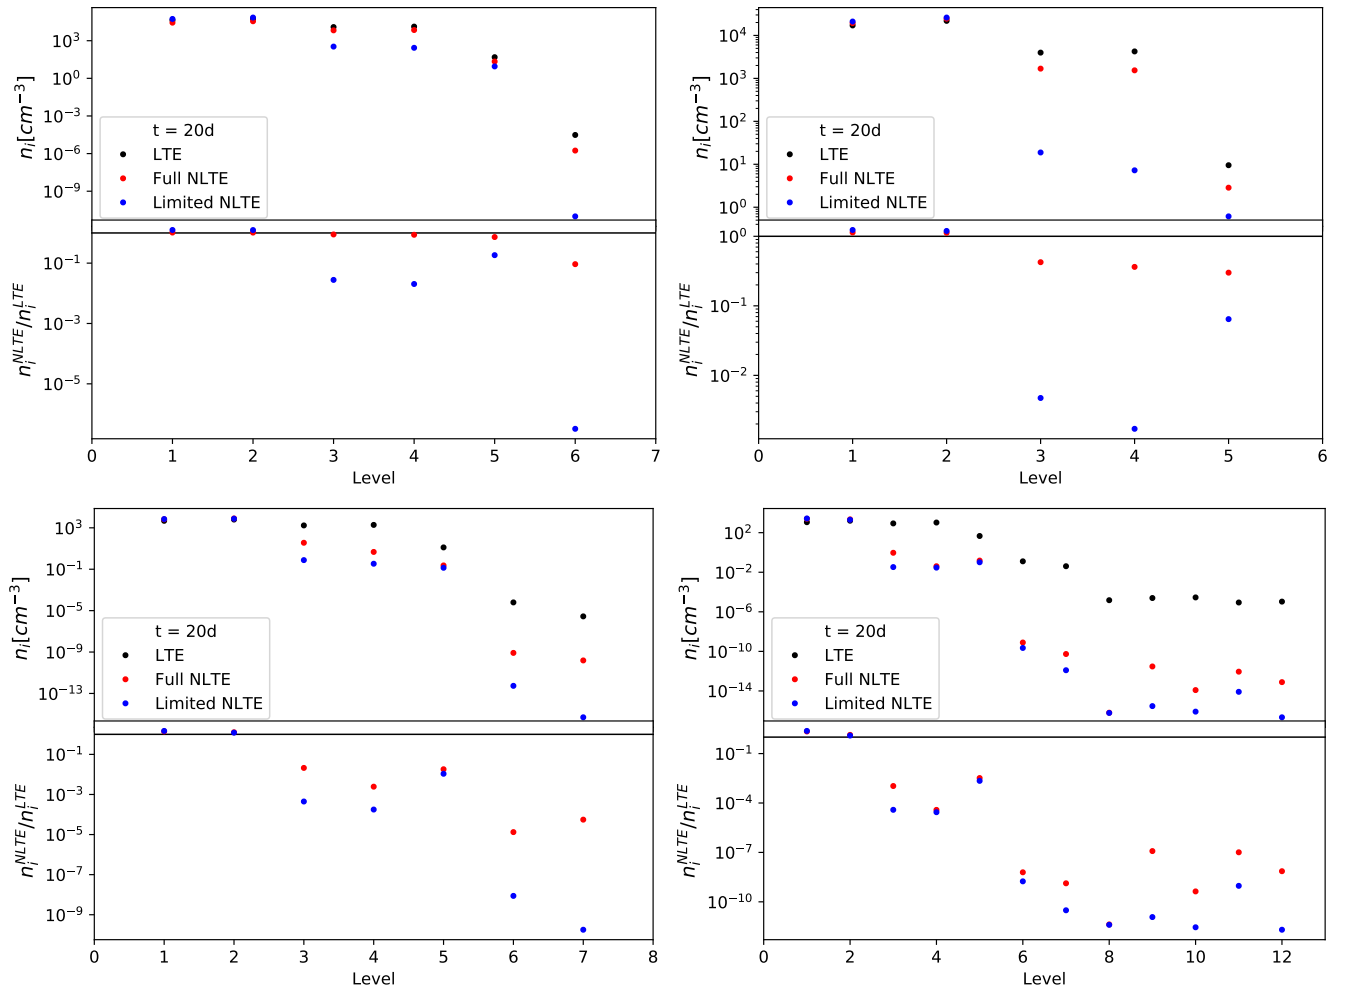 10^3
10^0
10^−3
10^−6
10^−9
n_i[cm^−3]
t = 20d
LTE
Full NLTE
Limited NLTE
10^−1
10^−3
10^−5
n_i^NLTE/n_i^LTE
0 1 2 3 4 5 6 7
Level
10^4
10^3
10^2
10^1
10^0
n_i[cm^−3]
t = 20d
LTE
Full NLTE
Limited NLTE
10^0
10^−1
10^−2
n_i^NLTE/n_i^LTE
0 1 2 3 4 5 6
Level
10^3
10^−1
10^−5
10^−9
10^−13
n_i[cm^−3]
t = 20d
LTE
Full NLTE
Limited NLTE
10^−1
10^−3
10^−5
10^−7
10^−9
n_i^NLTE/n_i^LTE
0 1 2 3 4 5 6 7 8
Level
10^2
10^−2
10^−6
10^−10
10^−14
n_i[cm^−3]
t = 20d
LTE
Full NLTE
Limited NLTE
10^−1
10^−4
10^−7
10^−10
n_i^NLTE/n_i^LTE
0 2 4 6 8 10 12
Level